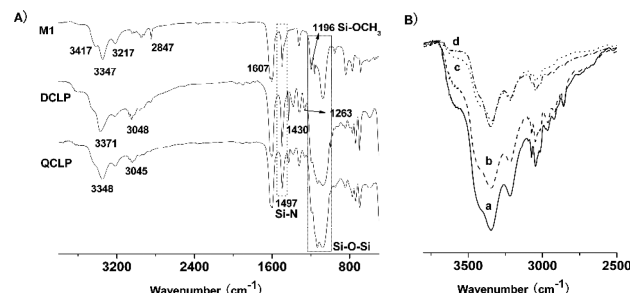 A)
M1
3417
3217
2847
3347
1196 Si-OCH3
1607
DCLP
3048
3371
1430
1263
QCLP
3045
3348
1497
Si-N
Si-O-Si
3200 2400 1600 800
Wavenumber (cm-1)
B)
d
c
b
a
3500 3000 2500
Wavenumber (cm-1)